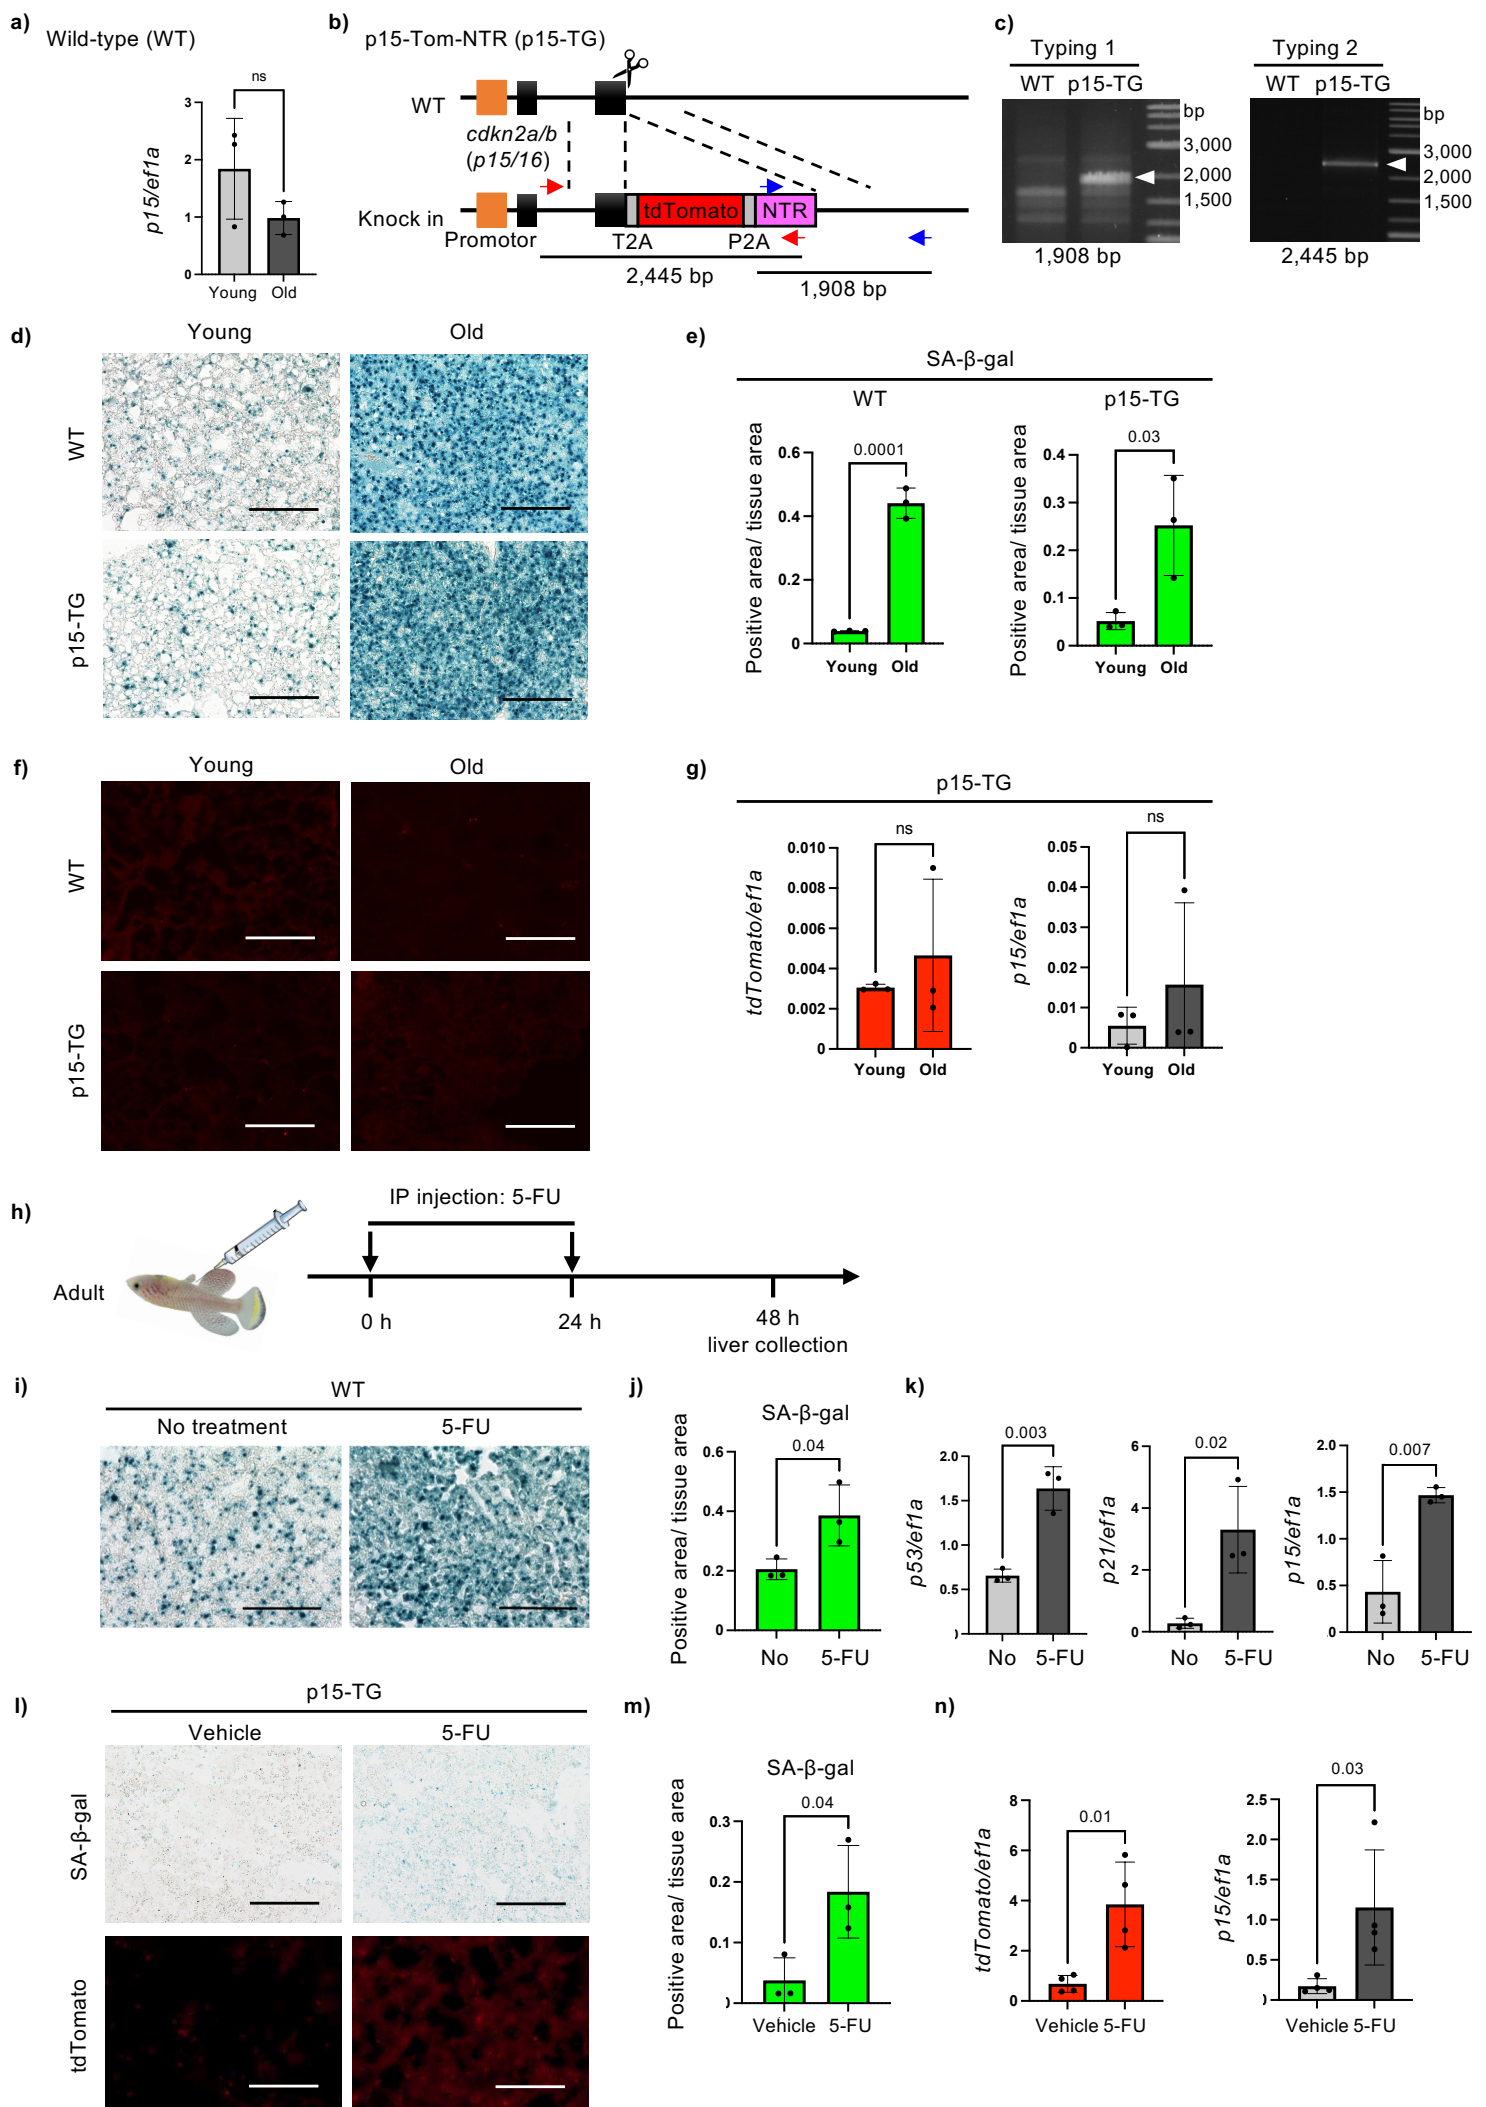 a)
Wild-type (WT)
ns
3
2
1
0
p15/ef1a
Young Old
b)
p15-Tom-NTR (p15-TG)
WT
cdkn2a/b
(p15/16)
Knock in
tdTomato
NTR
Promotor
T2A
P2A
2,445 bp
1,908 bp
c)
Typing 1
WT p15-TG
bp
3,000
2,000
1,500
1,908 bp
Typing 2
WT p15-TG
bp
3,000
2,000
1,500
2,445 bp
d)
Young
Old
WT
p15-TG
e)
SA-β-gal
WT
0.0001
0.6
0.4
0.2
0
Positive area/ tissue area
Young Old
p15-TG
0.03
0.4
0.3
0.2
0.1
0
Positive area/ tissue area
Young Old
f)
Young
Old
WT
p15-TG
g)
p15-TG
ns
0.010
0.008
0.006
0.004
0.002
0
tdTomato/ef1a
Young Old
ns
0.05
0.04
0.03
0.02
0.01
0
p15/ef1a
Young Old
h)
IP injection: 5-FU
Adult
0 h
24 h
48 h
liver collection
i)
WT
No treatment
5-FU
j)
SA-β-gal
0.04
0.6
0.4
0.2
0
Positive area/ tissue area
No 5-FU
k)
0.003
2.0
1.5
1.0
0.5
p53/ef1a
No 5-FU
0.02
6
4
2
0
p21/ef1a
No 5-FU
0.007
2.0
1.5
1.0
0.5
.0
p15/ef1a
No 5-FU
l)
p15-TG
Vehicle
5-FU
SA-β-gal
tdTomato
m)
SA-β-gal
0.04
0.3
0.2
0.1
Positive area/ tissue area
Vehicle 5-FU
n)
0.01
8
6
4
2
0
tdTomato/ef1a
Vehicle 5-FU
0.03
2.5
2.0
1.5
1.0
0.5
p15/ef1a
Vehicle 5-FU